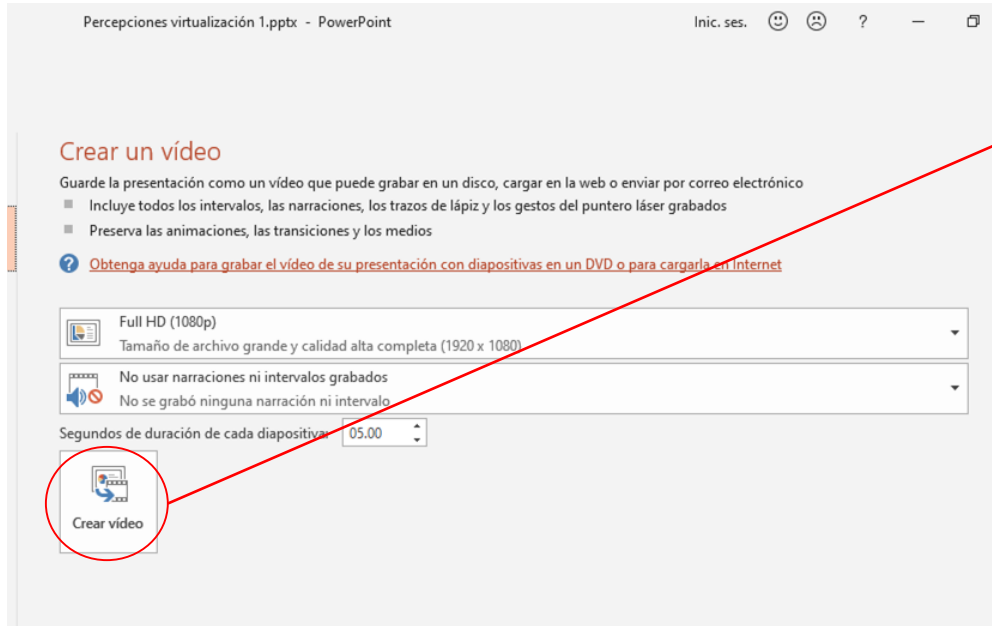 Percepciones virtualización 1.pptx - PowerPoint
Inic. ses.
?
Crear un vídeo
Guarde la presentación como un vídeo que puede grabar en un disco, cargar en la web o enviar por correo electrónico
Incluye todos los intervalos, las narraciones, los trazos de lápiz y los gestos del puntero láser grabados
Preserva las animaciones, las transiciones y los medios
? Obtenga ayuda para grabar el vídeo de su presentación con diapositivas en un DVD o para cargarla en Internet
Full HD (1080p)
Tamaño de archivo grande y calidad alta completa (1920 x 1080)
No usar narraciones ni intervalos grabados
No se grabó ninguna narración ni intervalo
Segundos de duración de cada diapositiva: 05.00
Crear vídeo